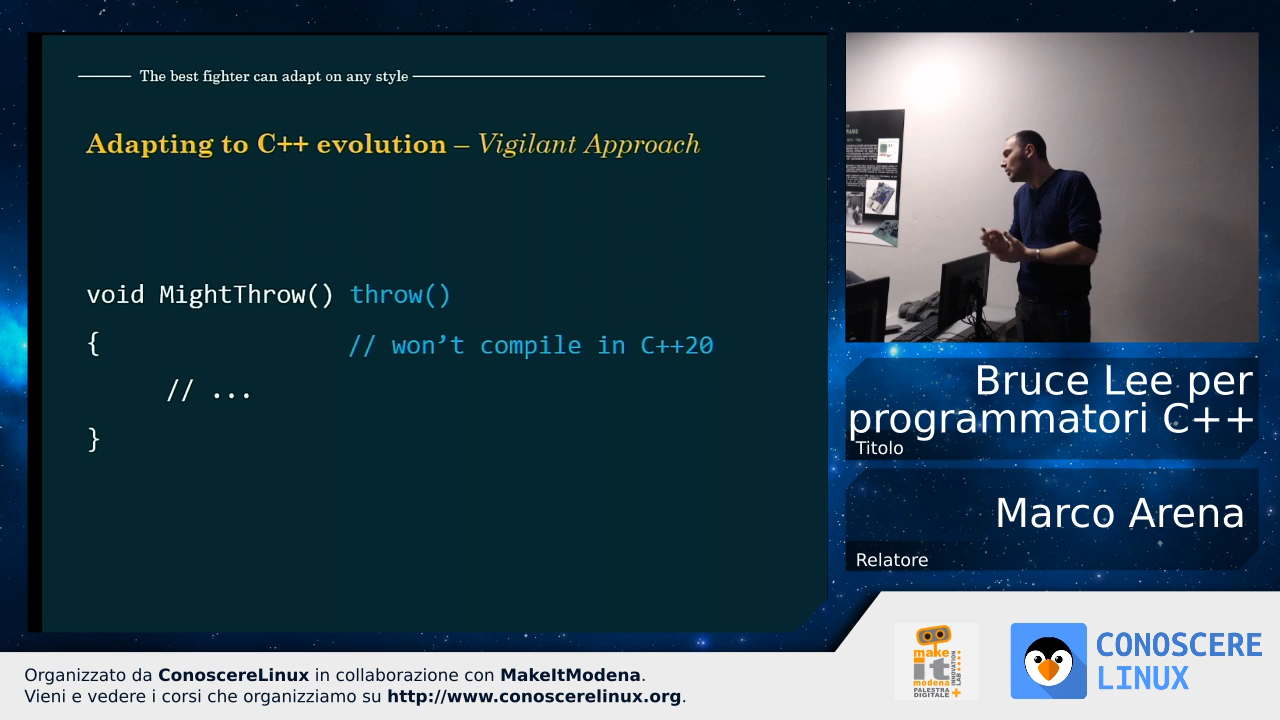 The best fighter can adapt on any style
Adapting to C++ evolution – Vigilant Approach
void MightThrow() throw()
{ // won’t compile in C++20
// ...
}
Bruce Lee per
programmatori C++
Titolo
Marco Arena
Relatore
make
it
modena
PALESTRA
DIGITALE
INNOVATION
LAB
CONOSCERE
LINUX
Organizzato da ConoscereLinux in collaborazione con MakeItModena.
Vieni e vedere i corsi che organizziamo su http://www.conoscerelinux.org.